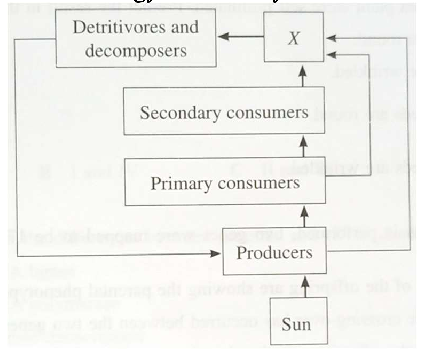 Detritivores and
decomposers
X
Secondary consumers
Primary consumers
Producers
Sun